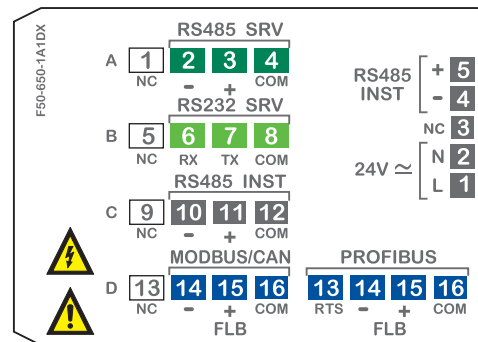 F50-650-1A1DX
RS485 SRV
A 1 2 3 4
NC - + COM
RS232 SRV
B 5 6 7 8
NC RX TX COM
RS485 INST
C 9 10 11 12
NC - + COM
MODBUS/CAN
D 13 14 15 16
NC - + COM
FLB
PROFIBUS
13 14 15 16
RTS - + COM
FLB
RS485 INST
+ 5
- 4
NC 3
24V ≃
N 2
L 1